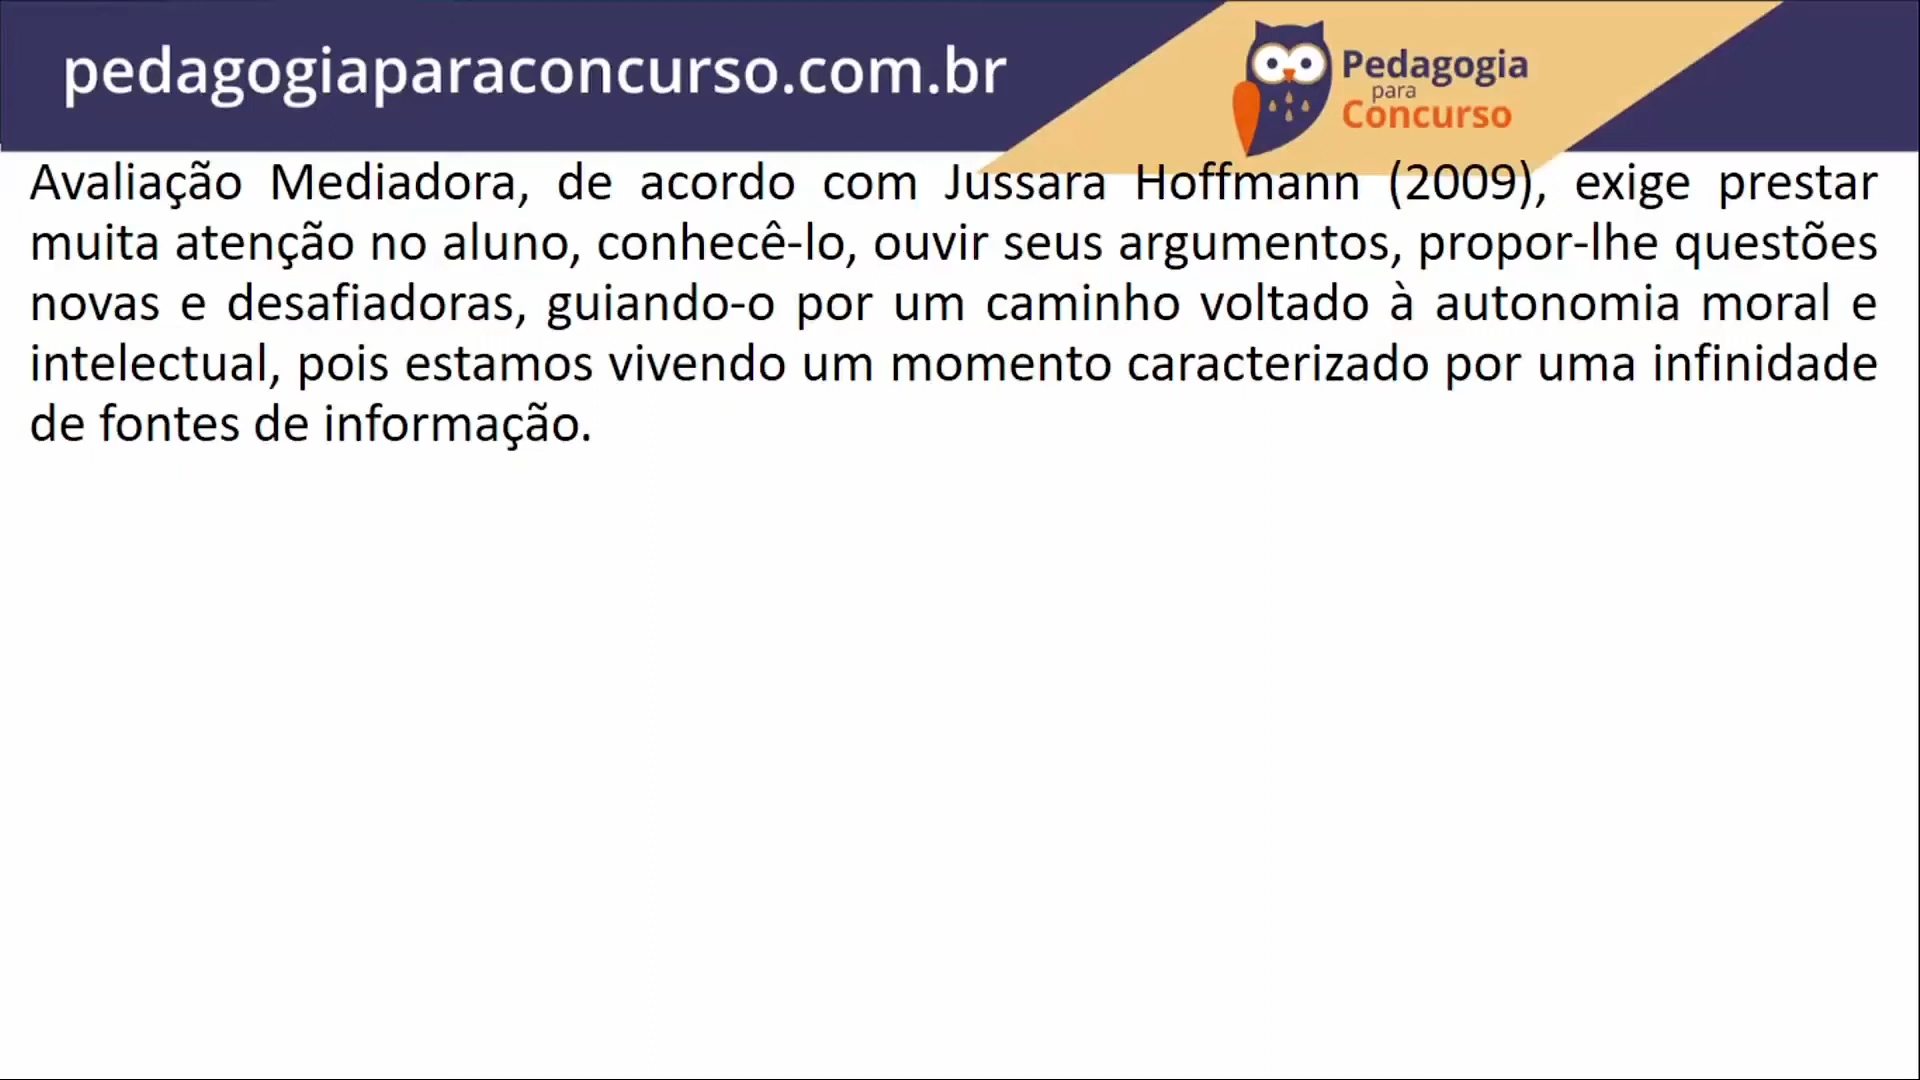 pedagogiaparaconcurso.com.br
Pedagogia
para
Concurso
Avaliação Mediadora, de acordo com Jussara Hoffmann (2009), exige prestar
muita atenção no aluno, conhecê-lo, ouvir seus argumentos, propor-lhe questões
novas e desafiadoras, guiando-o por um caminho voltado à autonomia moral e
intelectual, pois estamos vivendo um momento caracterizado por uma infinidade
de fontes de informação.